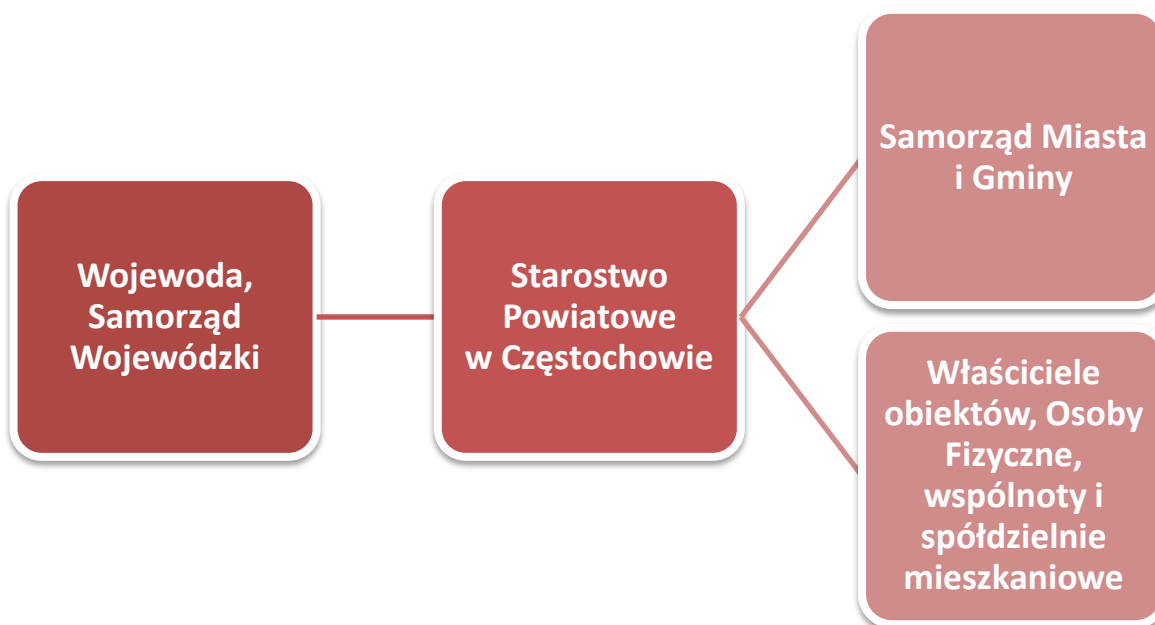 Wojewoda,
Samorząd
Wojewódzki
Starostwo
Powiatowe
w Częstochowie
Samorząd Miasta
i Gminy
Właściciele
obiektów, Osoby
Fizyczne,
wspólnoty i
spółdzielnie
mieszkaniowe